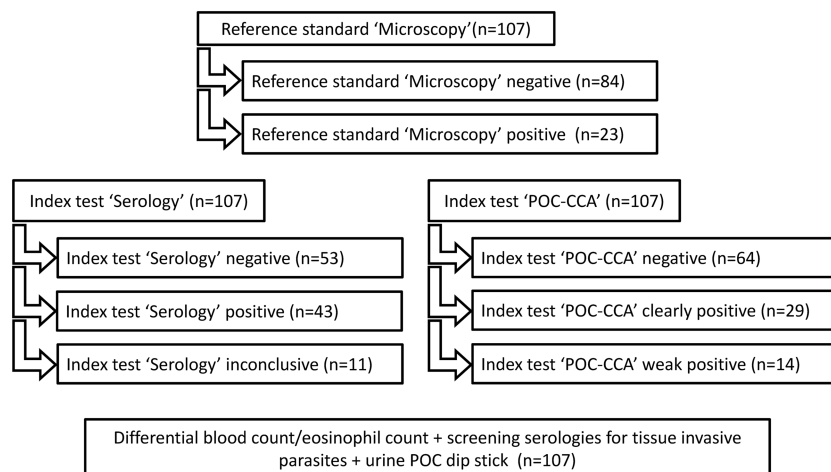 Reference standard ‘Microscopy’(n=107)
Reference standard ‘Microscopy’ negative (n=84)
Reference standard ‘Microscopy’ positive (n=23)
Index test ‘Serology’ (n=107)
Index test ‘Serology’ negative (n=53)
Index test ‘Serology’ positive (n=43)
Index test ‘Serology’ inconclusive (n=11)
Index test ‘POC-CCA’ (n=107)
Index test ‘POC-CCA’ negative (n=64)
Index test ‘POC-CCA’ clearly positive (n=29)
Index test ‘POC-CCA’ weak positive (n=14)
Differential blood count/eosinophil count + screening serologies for tissue invasive
parasites + urine POC dip stick (n=107)